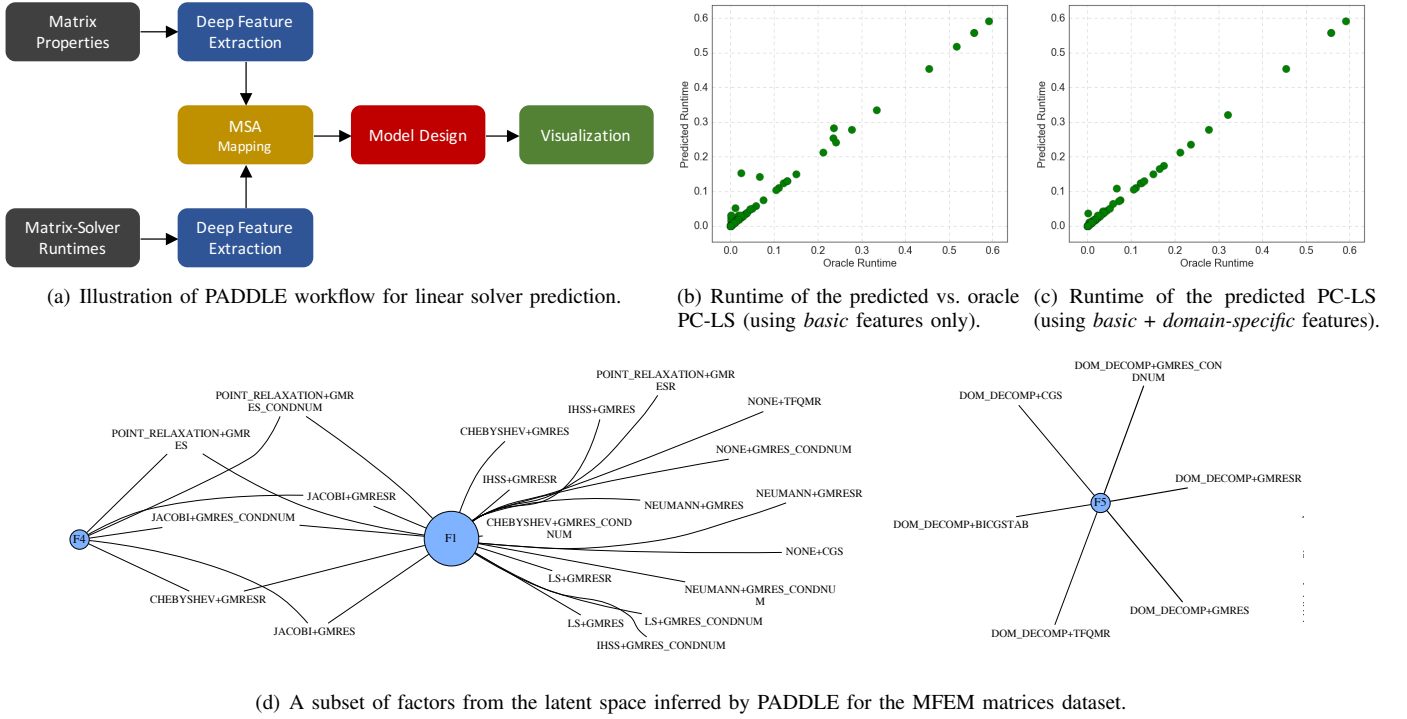 Matrix
Properties
Deep Feature
Extraction
MSA
Mapping
Model Design
Visualization
Matrix-Solver
Runtimes
Deep Feature
Extraction
(a) Illustration of PADDLE workflow for linear solver prediction.
Predicted Runtime
0.6
0.5
0.4
0.3
0.2
0.1
0.0
0.0 0.1 0.2 0.3 0.4 0.5 0.6
Oracle Runtime
(b) Runtime of the predicted vs. oracle
PC-LS (using basic features only).
Predicted Runtime
0.6
0.5
0.4
0.3
0.2
0.1
0.0
0.0 0.1 0.2 0.3 0.4 0.5 0.6
Oracle Runtime
(c) Runtime of the predicted PC-LS
(using basic + domain-specific features).
POINT_RELAXATION+GMR
ES_CONDNUM
POINT_RELAXATION+GMR
ES
JACOBI+GMRESR
JACOBI+GMRES_CONDNUM
F4
CHEBYSHEV+GMRESR
JACOBI+GMRES
F1
POINT_RELAXATION+GMR
ESR
IHSS+GMRES
NONE+TFQMR
CHEBYSHEV+GMRES
NONE+GMRES_CONDNUM
IHSS+GMRESR
NEUMANN+GMRESR
NEUMANN+GMRES
CHEBYSHEV+GMRES_COND
NUM
NONE+CGS
LS+GMRESR
NEUMANN+GMRES_CONDNU
M
LS+GMRES
LS+GMRES_CONDNUM
IHSS+GMRES_CONDNUM
DOM_DECOMP+GMRES_CON
DNUM
DOM_DECOMP+CGS
DOM_DECOMP+GMRESR
F5
DOM_DECOMP+BICGSTAB
DOM_DECOMP+GMRES
DOM_DECOMP+TFQMR
(d) A subset of factors from the latent space inferred by PADDLE for the MFEM matrices dataset.